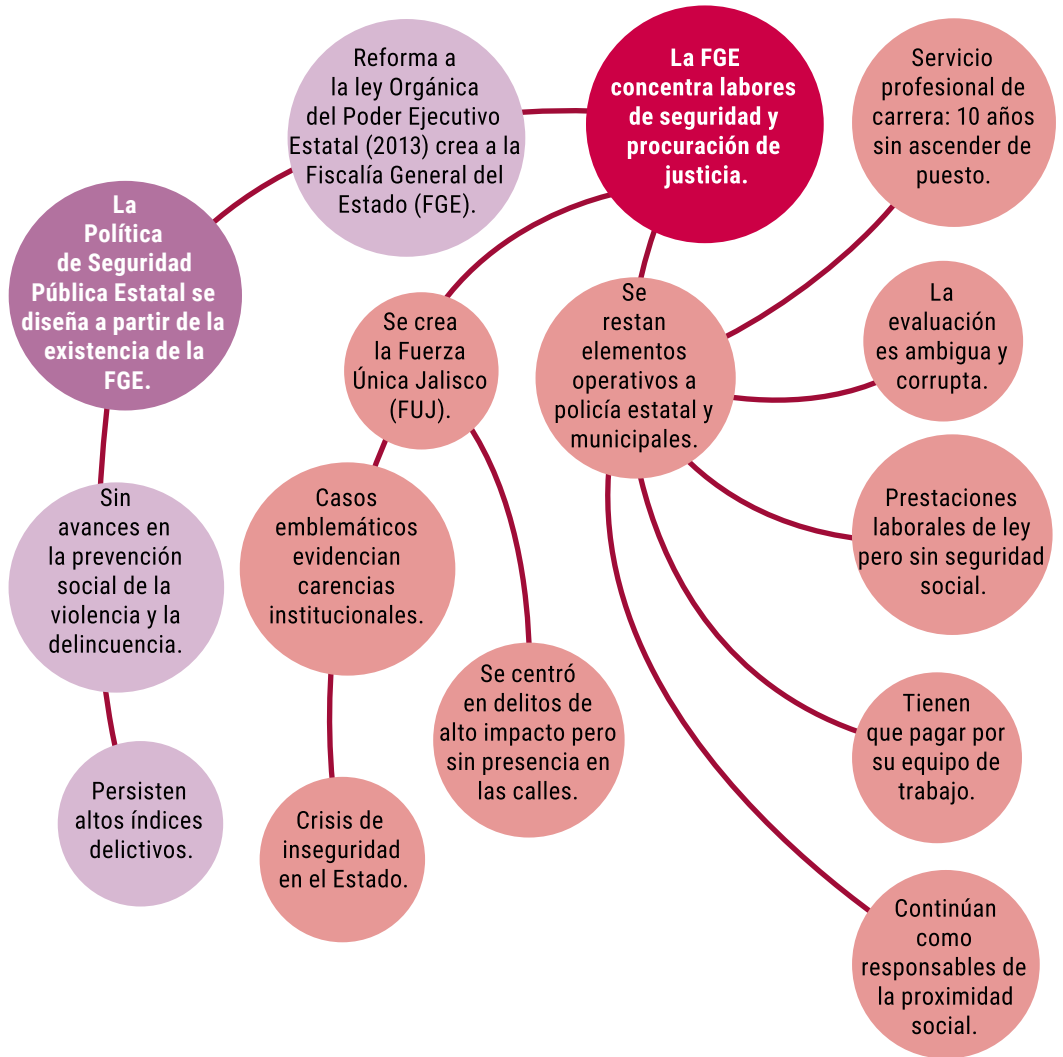 Reforma a
la ley Orgánica
del Poder Ejecutivo
Estatal (2013) crea a la
Fiscalía General del
Estado (FGE).
La FGE
concentra labores
de seguridad y
procuración de
justicia.
Servicio
profesional de
carrera: 10 años
sin ascender de
puesto.
La
Política
de Seguridad
Pública Estatal se
diseña a partir de la
existencia de la
FGE.
Se crea
la Fuerza
Única Jalisco
(FUJ).
Se
restan
elementos
operativos a
policía estatal y
municipales.
La
evaluación
es ambigua y
corrupta.
Sin
avances en
la prevención
social de la
violencia y la
delincuencia.
Casos
emblemáticos
evidencian
carencias
institucionales.
Prestaciones
laborales de ley
pero sin seguridad
social.
Se centró
en delitos de
alto impacto pero
sin presencia en
las calles.
Tienen
que pagar por
su equipo de
trabajo.
Persisten
altos índices
delictivos.
Crisis de
inseguridad
en el Estado.
Continúan
como
responsables de
la proximidad
social.